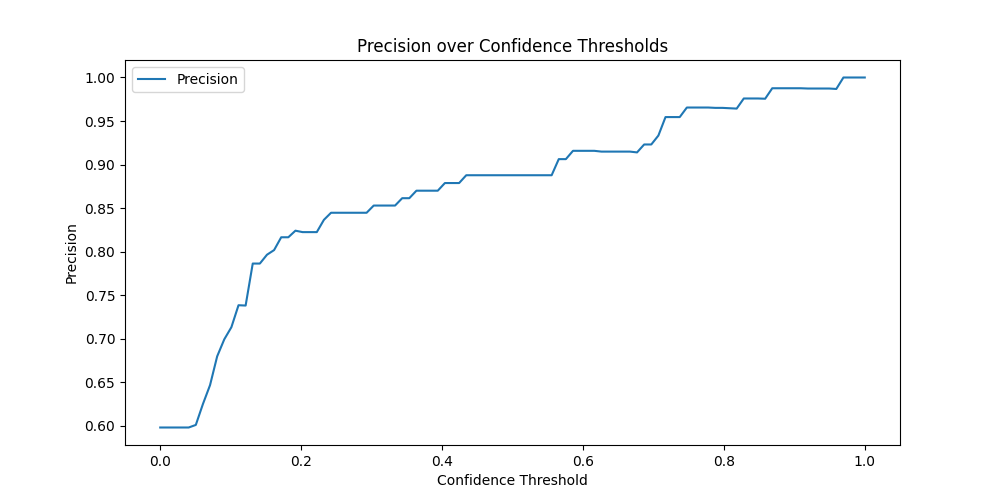 Precision over Confidence Thresholds
Precision
1.00
0.95
0.90
0.85
0.80
0.75
0.70
0.65
0.60
Precision
0.0 0.2 0.4 0.6 0.8 1.0
Confidence Threshold